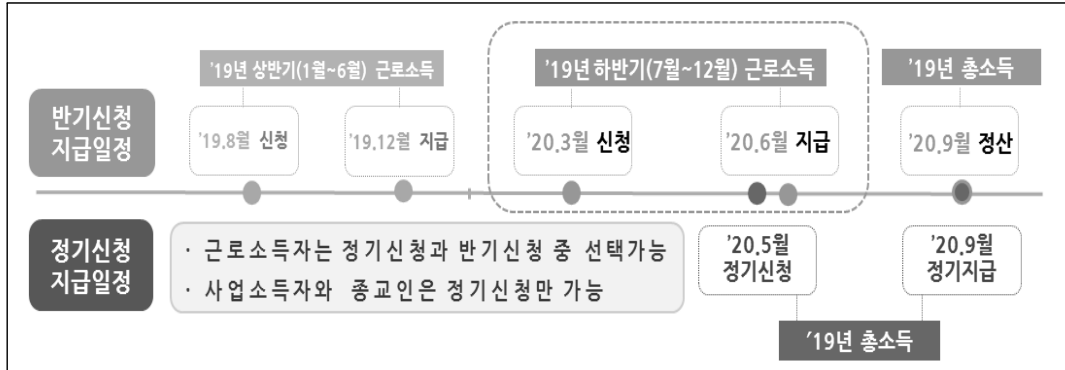 '19년 상반기(1월~6월) 근로소득
'19년 하반기(7월~12월) 근로소득
'19년 총소득
반기신청
지급일정
'19.8월 신청
'19.12월 지급
'20.3월 신청
'20.6월 지급
'20.9월 정산
정기신청
지급일정
· 근로소득자는 정기신청과 반기신청 중 선택가능
· 사업소득자와 종교인은 정기신청만 가능
'20.5월
정기신청
'20.9월
정기지급
'19년 총소득